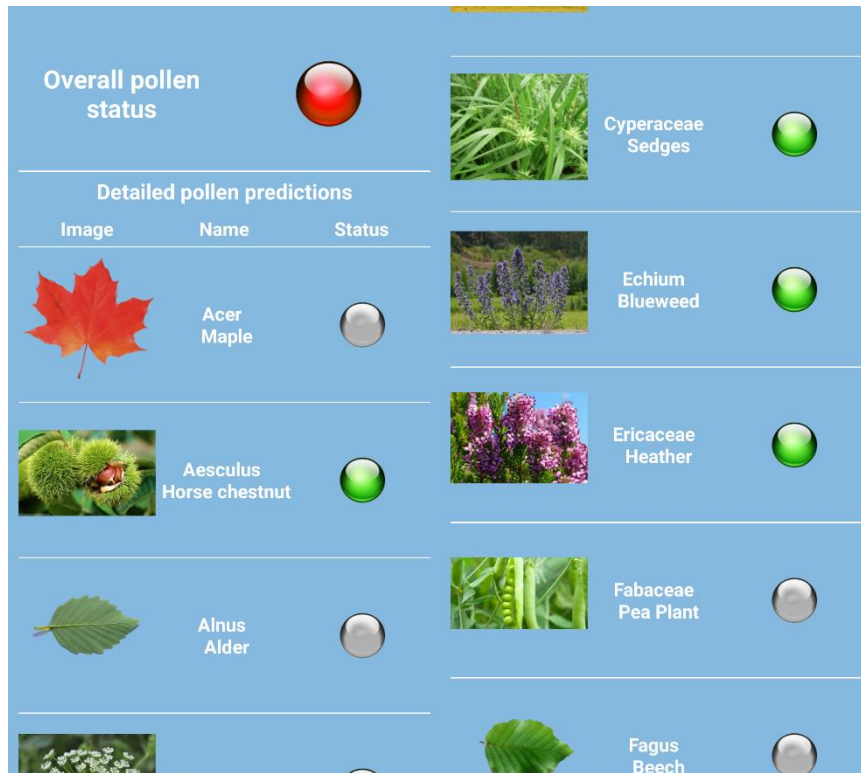 Overall pollen
status
Detailed pollen predictions
Image Name Status
Acer
Maple
Aesculus
Horse chestnut
Alnus
Alder
Cyperaceae
Sedges
Echium
Blueweed
Ericaceae
Heather
Fabaceae
Pea Plant
Fagus
Beech